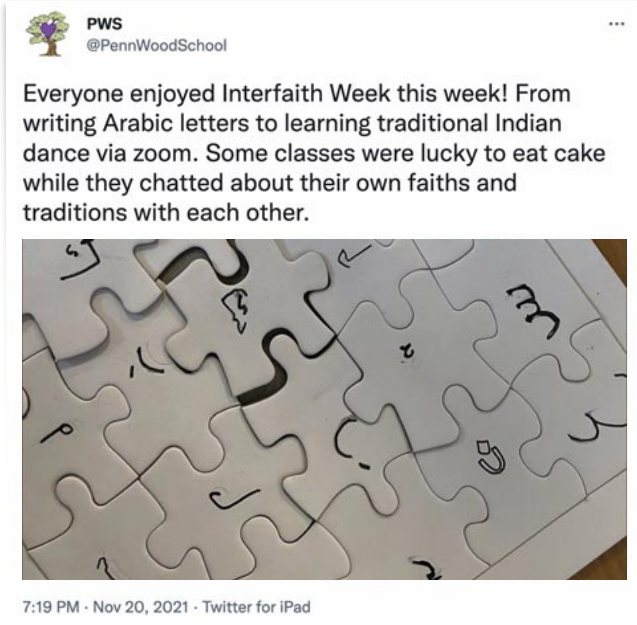 PWS
@PennWoodSchool
Everyone enjoyed Interfaith Week this week! From
writing Arabic letters to learning traditional Indian
dance via zoom. Some classes were lucky to eat cake
while they chatted about their own faiths and
traditions with each other.
7:19 PM · Nov 20, 2021 · Twitter for iPad